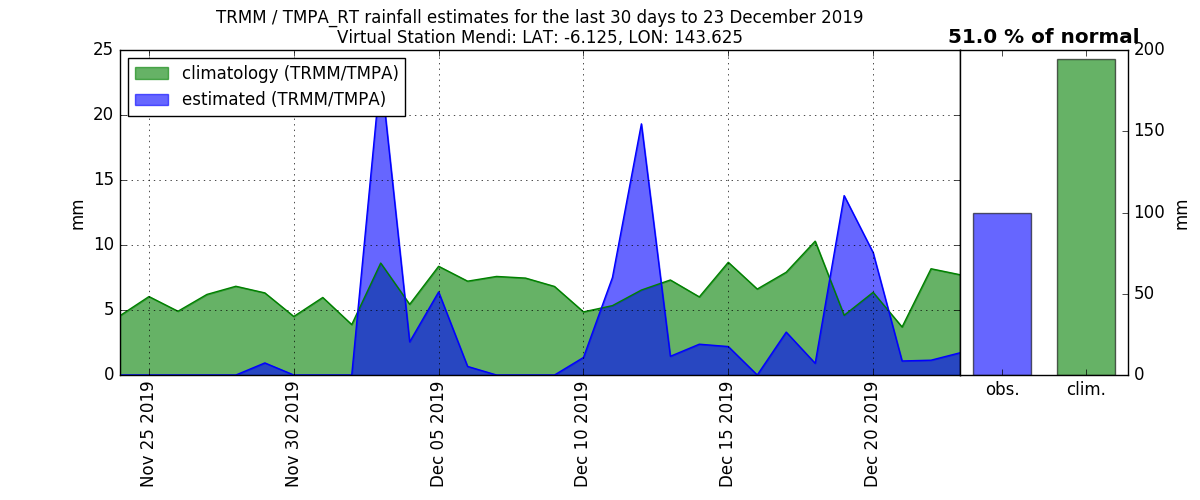 TRMM / TMPA_RT rainfall estimates for the last 30 days to 23 December 2019
Virtual Station Mendi: LAT: -6.125, LON: 143.625
51.0 % of normal
climatology (TRMM/TMPA)
estimated (TRMM/TMPA)
25
20
15
10
5
0
mm
Nov 25 2019
Nov 30 2019
Dec 05 2019
Dec 10 2019
Dec 15 2019
Dec 20 2019
200
150
100
50
0
mm
obs.
clim.